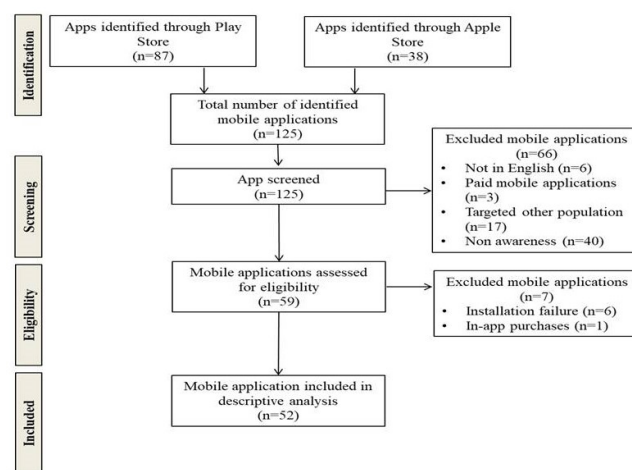 Identification
Apps identified through Play
Store
(n=87)
Apps identified through Apple
Store
(n=38)
Total number of identified
mobile applications
(n=125)
Screening
App screened
(n=125)
Excluded mobile applications
(n=66)
• Not in English (n=6)
• Paid mobile applications
(n=3)
• Targeted other population
(n=17)
• Non awareness (n=40)
Eligibility
Mobile applications assessed
for eligibility
(n=59)
Excluded mobile applications
(n=7)
• Installation failure (n=6)
• In-app purchases (n=1)
Included
Mobile application included in
descriptive analysis
(n=52)